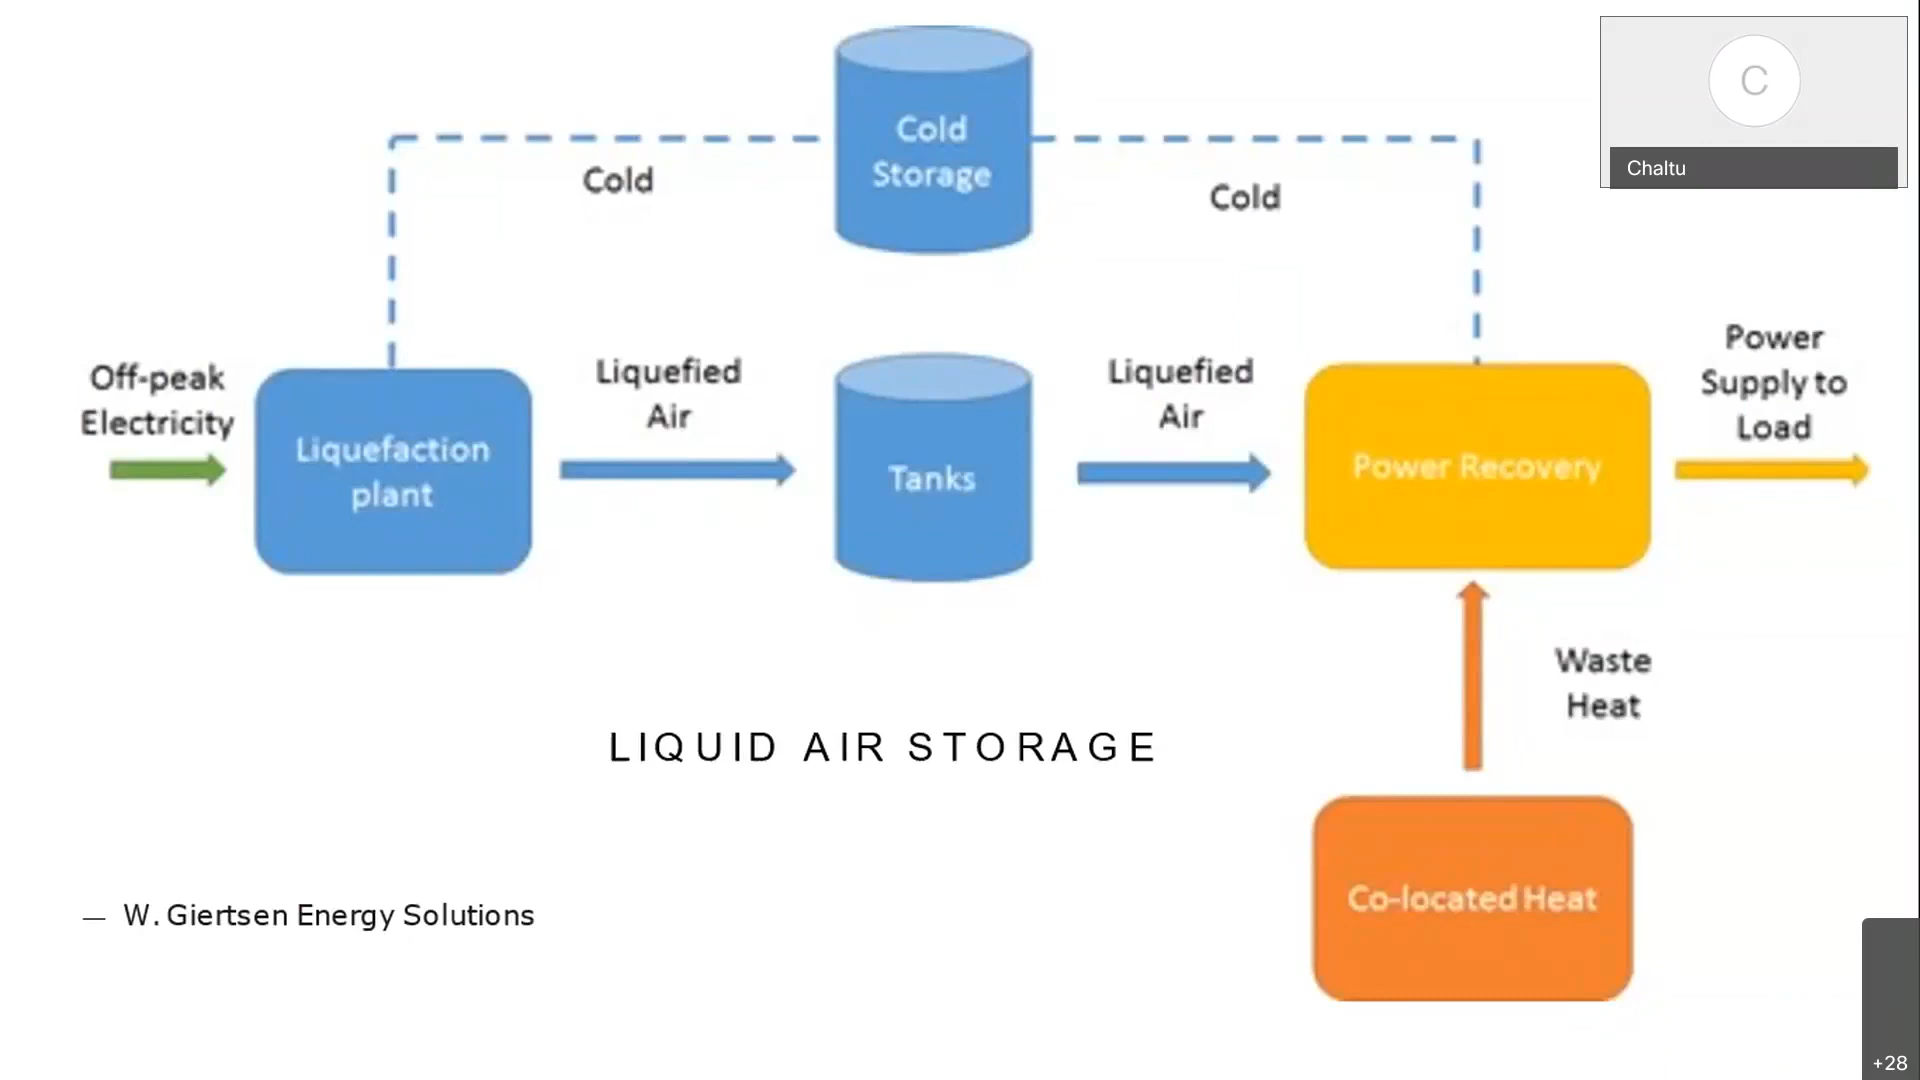 C
Chaltu
Cold
Storage
Cold
Cold
Off-peak
Electricity
Liquefaction
plant
Liquefied
Air
Tanks
Liquefied
Air
Power Recovery
Power
Supply to
Load
Waste
Heat
LIQUID AIR STORAGE
Co-located Heat
— W. Giertsen Energy Solutions
+28